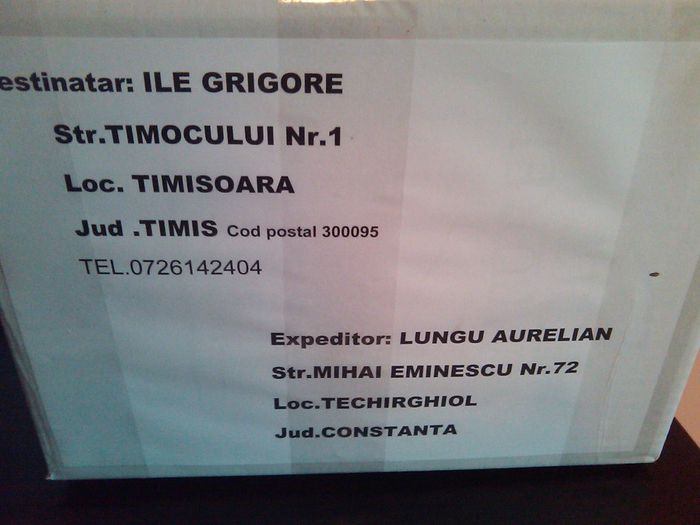 estinatar: ILE GRIGORE
Str.TIMOCULUI Nr.1
Loc. TIMISOARA
Jud .TIMIS Cod postal 300095
TEL.0726142404
Expeditor: LUNGU AURELIAN
Str.MIHAI EMINESCU Nr.72
Loc.TECHIRGHIOL
Jud.CONSTANTA